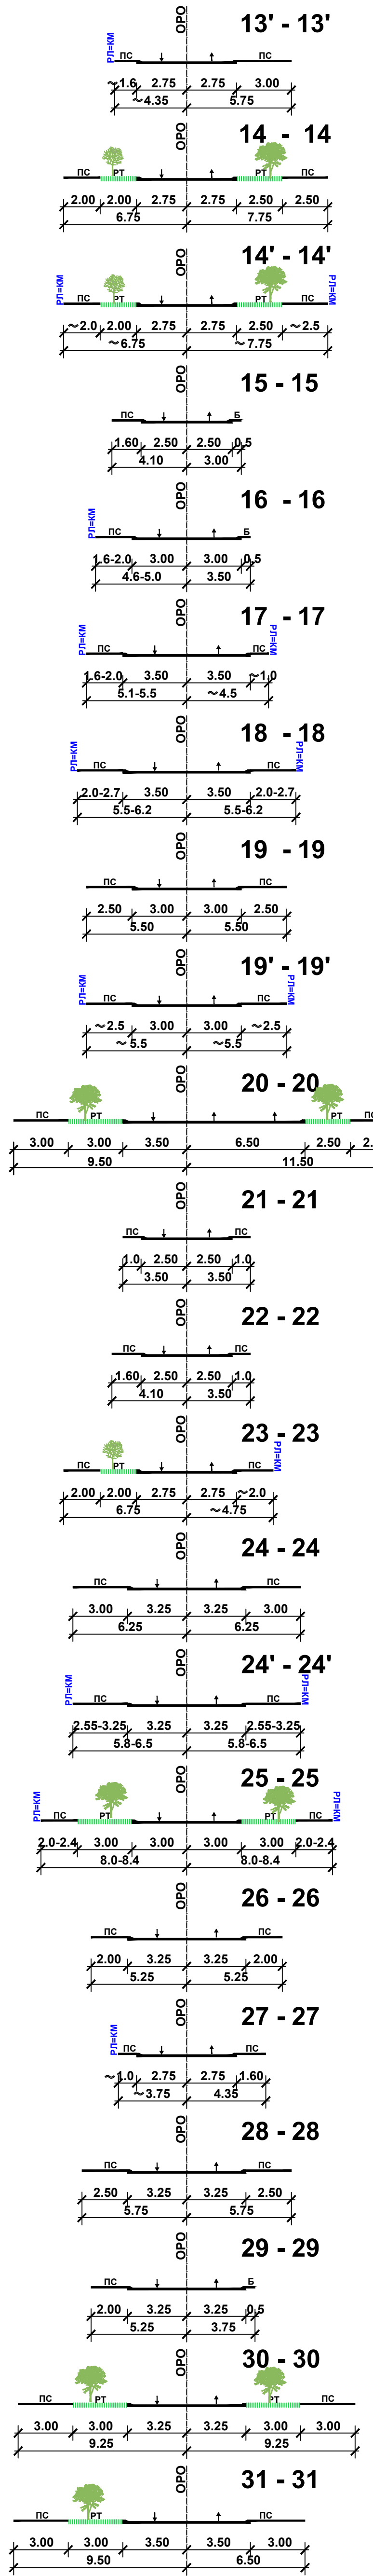 ОРО
13' - 13'
РЛ=КМ
ПС ПС
~1.6 2.75 2.75 3.00
~4.35 5.75
ОРО
14 - 14
ПС РТ РТ ПС
2.00 2.00 2.75 2.75 2.50 2.50
6.75 7.75
ОРО
14' - 14'
РЛ=КМ РЛ=КМ
ПС РТ РТ ПС
~2.0 2.00 2.75 2.75 2.50 ~2.5
~6.75 ~7.75
ОРО
15 - 15
ПС Б
1.60 2.50 2.50 0.5
4.10 3.00
ОРО
16 - 16
РЛ=КМ
ПС Б
1.6-2.0 3.00 3.00 0.5
4.6-5.0 3.50
ОРО
17 - 17
РЛ=КМ РЛ=КМ
ПС ПС
1.6-2.0 3.50 3.50 ~1.0
5.1-5.5 ~4.5
ОРО
18 - 18
РЛ=КМ РЛ=КМ
ПС ПС
2.0-2.7 3.50 3.50 2.0-2.7
5.5-6.2 5.5-6.2
ОРО
19 - 19
ПС ПС
2.50 3.00 3.00 2.50
5.50 5.50
ОРО
19' - 19'
РЛ=КМ РЛ=КМ
ПС ПС
~2.5 3.00 3.00 ~2.5
~5.5 ~5.5
ОРО
20 - 20
ПС РТ РТ
3.00 3.00 3.50 6.50 2.50
9.50 11.50
ОРО
21 - 21
ПС ПС
1.0 2.50 2.50 1.0
3.50 3.50
ОРО
22 - 22
ПС ПС
1.60 2.50 2.50 1.0
4.10 3.50
ОРО
23 - 23
РЛ=КМ
ПС РТ ПС
2.00 2.00 2.75 2.75 ~2.0
6.75 ~4.75
ОРО
24 - 24
ПС ПС
3.00 3.25 3.25 3.00
6.25 6.25
ОРО
24' - 24'
РЛ=КМ РЛ=КМ
ПС ПС
2.55-3.25 3.25 3.25 2.55-3.25
5.8-6.5 5.8-6.5
ОРО
25 - 25
РЛ=КМ РЛ=КМ
ПС РТ РТ ПС
2.0-2.4 3.00 3.00 3.00 3.00 2.0-2.4
8.0-8.4 8.0-8.4
ОРО
26 - 26
ПС ПС
2.00 3.25 3.25 2.00
5.25 5.25
ОРО
27 - 27
РЛ=КМ
ПС ПС
~1.0 2.75 2.75 1.60
~3.75 4.35
ОРО
28 - 28
ПС ПС
2.50 3.25 3.25 2.50
5.75 5.75
ОРО
29 - 29
ПС Б
2.00 3.25 3.25 0.5
5.25 3.75
ОРО
30 - 30
ПС РТ РТ ПС
3.00 3.00 3.25 3.25 3.00 3.00
9.25 9.25
ОРО
31 - 31
ПС РТ ПС
3.00 3.00 3.50 3.50 3.00
9.50 6.50